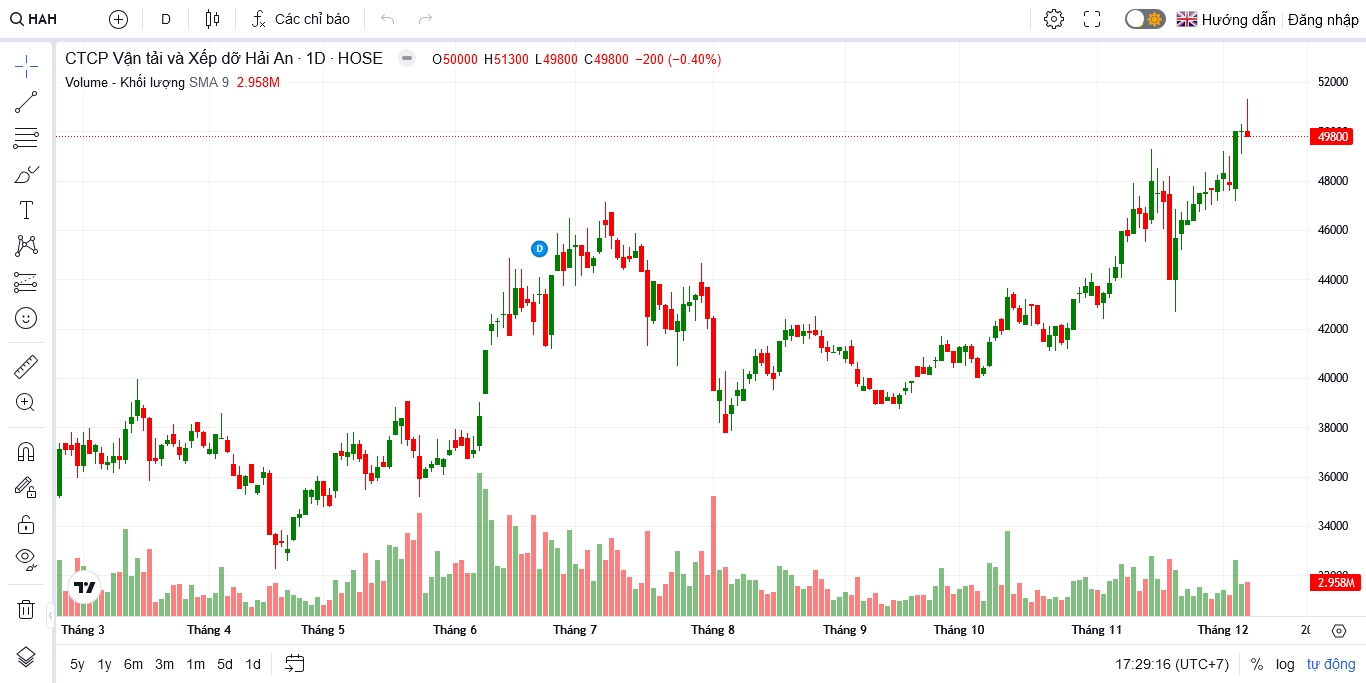 HAH D Các chỉ báo Hướng dẫn Đăng nhập
CTCP Vận tải và Xếp dỡ Hải An · 1D · HOSE O50000 H51300 L49800 C49800 −200 (−0.40%)
Volume - Khối lượng SMA 9 2.958M
52000
49800
48000
46000
D
44000
42000
40000
38000
36000
34000
2.958M
Tháng 3 Tháng 4 Tháng 5 Tháng 6 Tháng 7 Tháng 8 Tháng 9 Tháng 10 Tháng 11 Tháng 12
5y 1y 6m 3m 1m 5d 1d 17:29:16 (UTC+7) % log tự động